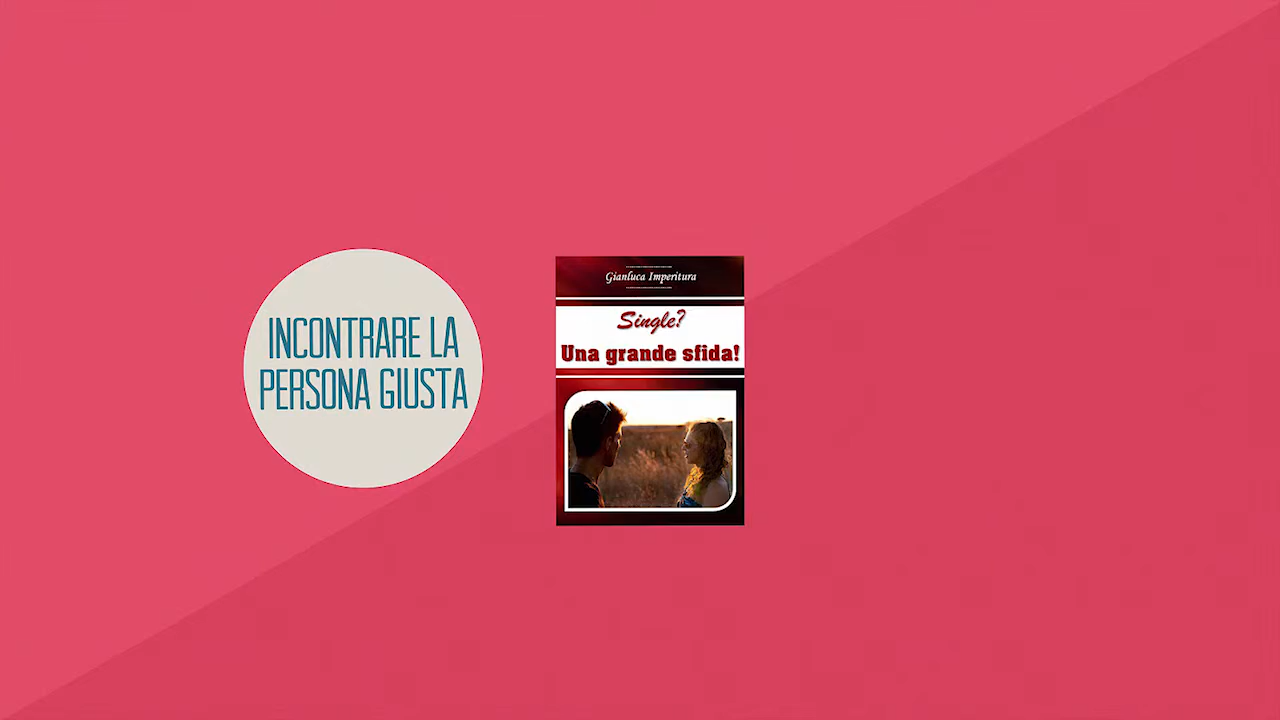 INCONTRARE LA
PERSONA GIUSTA
Gianluca Imperitura
Single?
Una grande sfida!